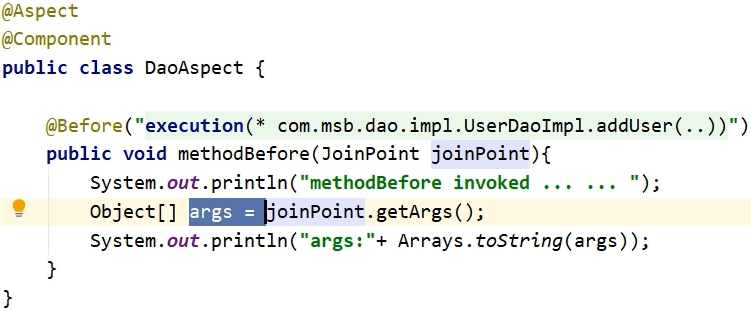 @Aspect
@Component
public class DaoAspect {
@Before("execution(* com.msb.dao.impl.UserDaoImpl.addUser(..))")
public void methodBefore(JoinPoint joinPoint){
System.out.println("methodBefore invoked ... ... ");
Object[] args = joinPoint.getArgs();
System.out.println("args:"+ Arrays.toString(args));
}
}